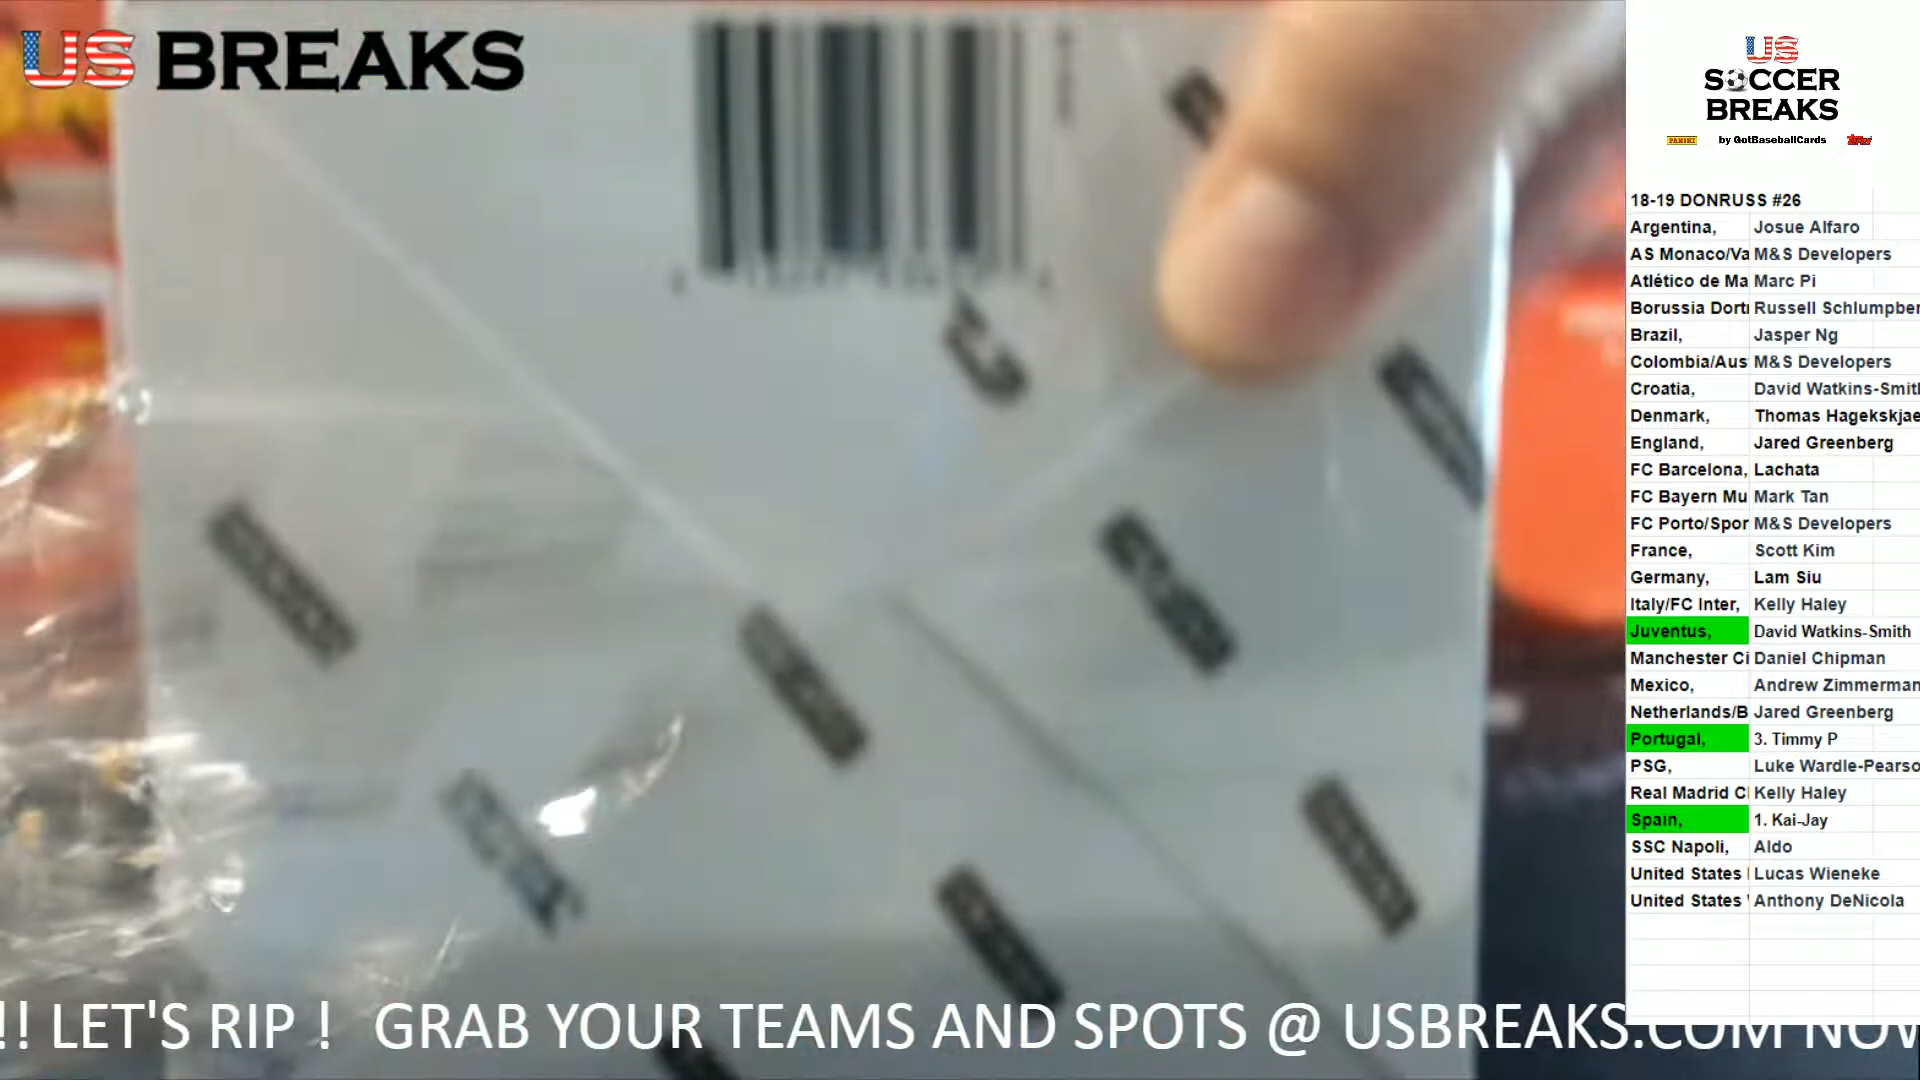 US BREAKS
US
SOCCER
BREAKS
PANINI by GotBaseballCards Topps
18-19 DONRUSS #26
Argentina, Josue Alfaro
AS Monaco/Va M&S Developers
Atlético de Ma Marc Pi
Borussia Dort Russell Schlumpber
Brazil, Jasper Ng
Colombia/Aus M&S Developers
Croatia, David Watkins-Smith
Denmark, Thomas Hagekskjae
England, Jared Greenberg
FC Barcelona, Lachata
FC Bayern Mu Mark Tan
FC Porto/Spor M&S Developers
France, Scott Kim
Germany, Lam Siu
Italy/FC Inter, Kelly Haley
Juventus, David Watkins-Smith
Manchester Ci Daniel Chipman
Mexico, Andrew Zimmerman
Netherlands/B Jared Greenberg
Portugal, 3. Timmy P
PSG, Luke Wardle-Pearso
Real Madrid C Kelly Haley
Spain, 1. Kai-Jay
SSC Napoli, Aldo
United States Lucas Wieneke
United States Anthony DeNicola
!! LET'S RIP ! GRAB YOUR TEAMS AND SPOTS @ USBREAKS.COM NOW